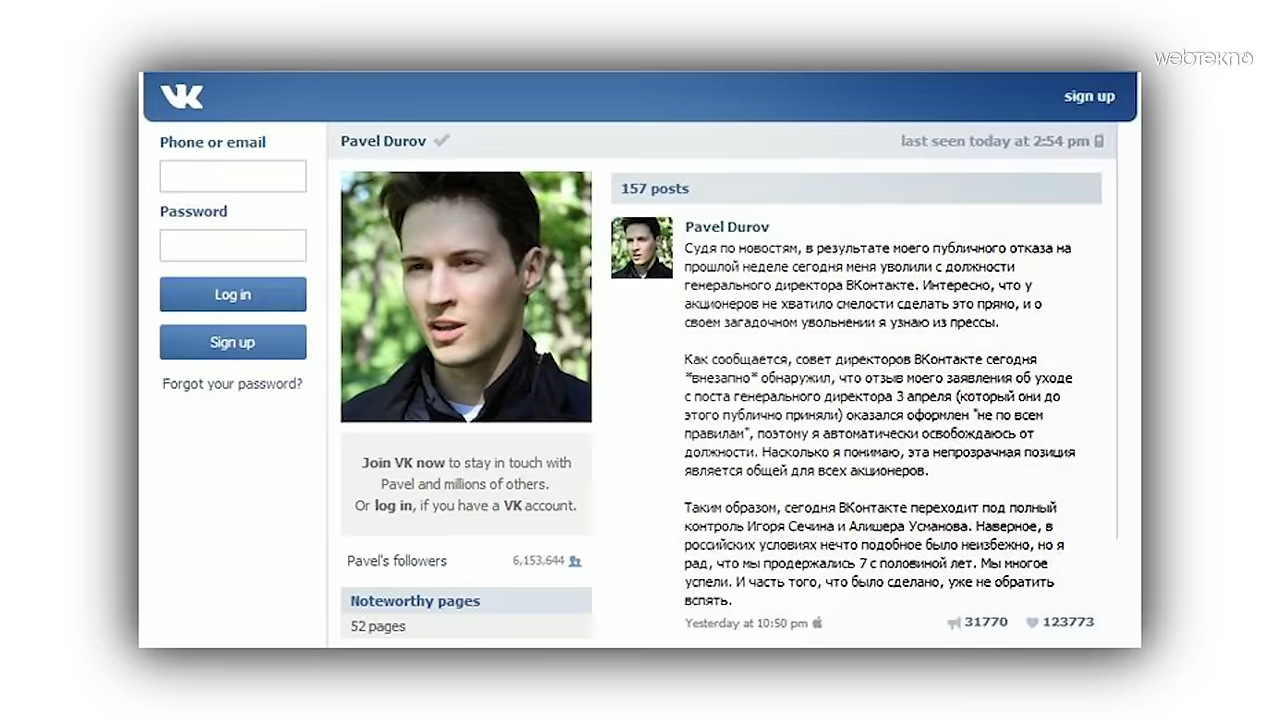 webtekno
VK
sign up
Phone or email
Password
Log in
Sign up
Forgot your password?
Pavel Durov
last seen today at 2:54 pm
Join VK now to stay in touch with
Pavel and millions of others.
Or log in, if you have a VK account.
Pavel's followers
6,153,644
Noteworthy pages
52 pages
157 posts
Pavel Durov
Судя по новостям, в результате моего публичного отказа на
прошлой неделе сегодня меня уволили с должности
генерального директора ВКонтакте. Интересно, что у
акционеров не хватило смелости сделать это прямо, и о
своем загадочном увольнении я узнаю из прессы.
Как сообщается, совет директоров ВКонтакте сегодня
*внезапно* обнаружил, что отзыв моего заявления об уходе
с поста генерального директора 3 апреля (который они до
этого публично приняли) оказался оформлен "не по всем
правилам", поэтому я автоматически освобождаюсь от
должности. Насколько я понимаю, эта непрозрачная позиция
является общей для всех акционеров.
Таким образом, сегодня ВКонтакте переходит под полный
контроль Игоря Сечина и Алишера Усманова. Наверное, в
российских условиях нечто подобное было неизбежно, но я
рад, что мы продержались 7 с половиной лет. Мы многое
успели. И часть того, что было сделано, уже не обратить
вспять.
Yesterday at 10:50 pm
31770
123773